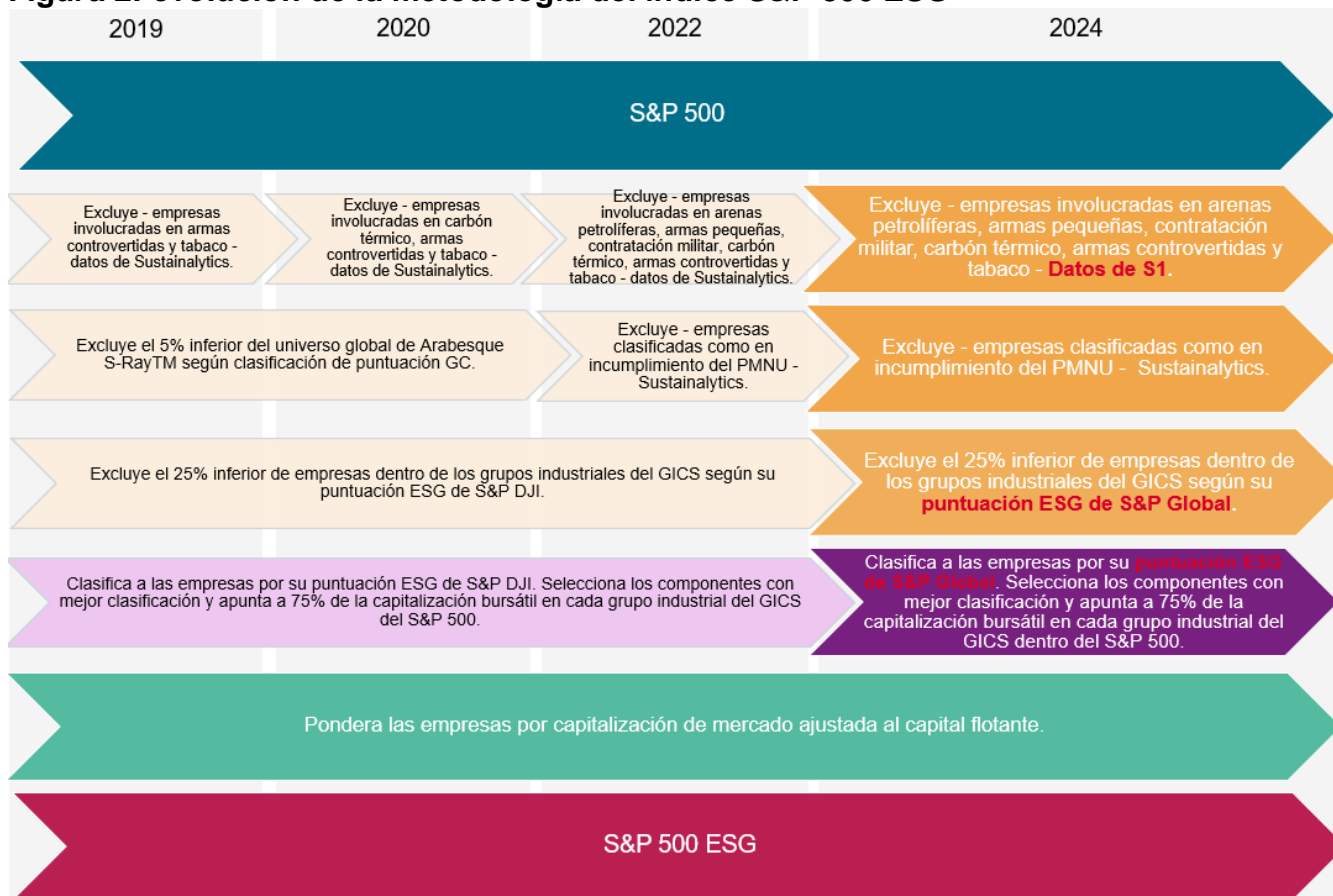 Figura 2: evolución de la metodología del índice S&P 500 ESG
2019
2020
2022
2024
S&P 500
Excluye - empresas
involucradas en armas
controvertidas y tabaco -
datos de Sustainalytics.
Excluye - empresas
involucradas en carbón
térmico, armas
controvertidas y tabaco -
datos de Sustainalytics.
Excluye - empresas
involucradas en arenas
petrolíferas, armas pequeñas,
contratación militar, carbón
térmico, armas controvertidas y
tabaco - datos de Sustainalytics.
Excluye - empresas involucradas en arenas
petrolíferas, armas pequeñas, contratación
militar, carbón térmico, armas controvertidas y
tabaco - Datos de S1.
Excluye el 5% inferior del universo global de Arabesque
S-RayTM según clasificación de puntuación GC.
Excluye - empresas
clasificadas como en
incumplimiento del PMNU -
Sustainalytics.
Excluye - empresas clasificadas como en
incumplimiento del PMNU - Sustainalytics.
Excluye el 25% inferior de empresas dentro de los grupos industriales del GICS según su
puntuación ESG de S&P DJI.
Excluye el 25% inferior de empresas dentro de
los grupos industriales del GICS según su
puntuación ESG de S&P Global.
Clasifica a las empresas por su puntuación ESG de S&P DJI. Selecciona los componentes con
mejor clasificación y apunta a 75% de la capitalización bursátil en cada grupo industrial del GICS
del S&P 500.
Clasifica a las empresas por su puntuación ESG
de S&P Global. Selecciona los componentes con
mejor clasificación y apunta a 75% de la
capitalización bursátil en cada grupo industrial del
GICS dentro del S&P 500.
Pondera las empresas por capitalización de mercado ajustada al capital flotante.
S&P 500 ESG